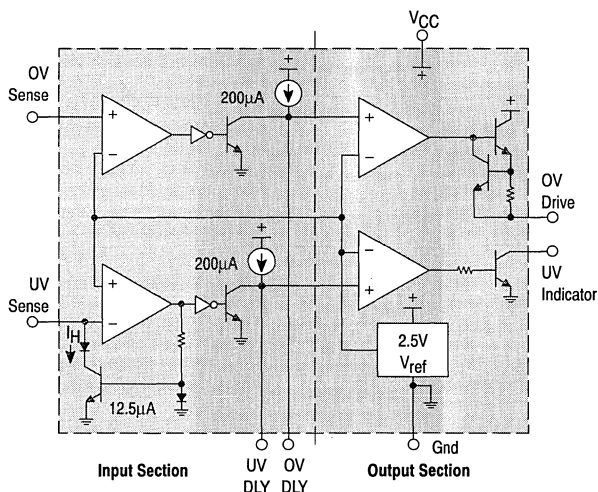 VCC
+
OV
Sense
200μA
+
+
−
+
−
+
OV
Drive
UV
Sense
200μA
+
+
−
−
+
+
UV
Indicator
IH
12.5μA
2.5V
Vref
Gnd
Input Section
UV
DLY
OV
DLY
Output Section